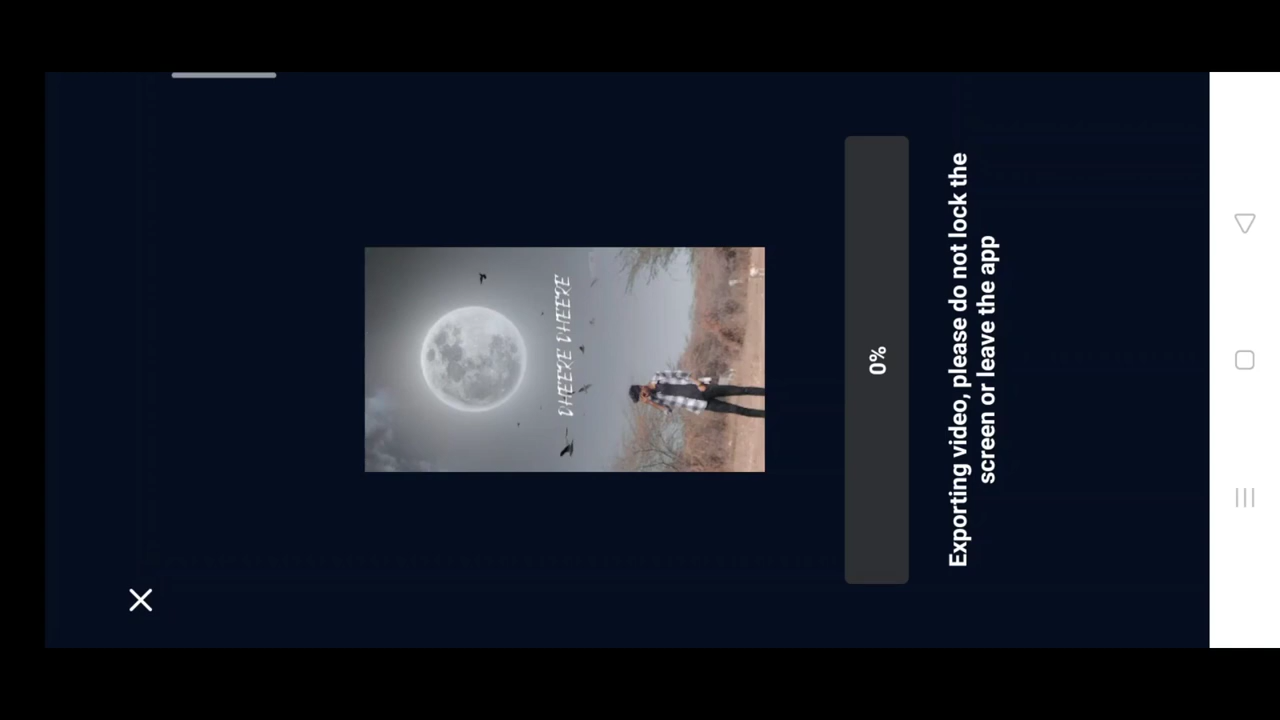 DHEERE DHEERE
0%
Exporting video, please do not lock the
screen or leave the app